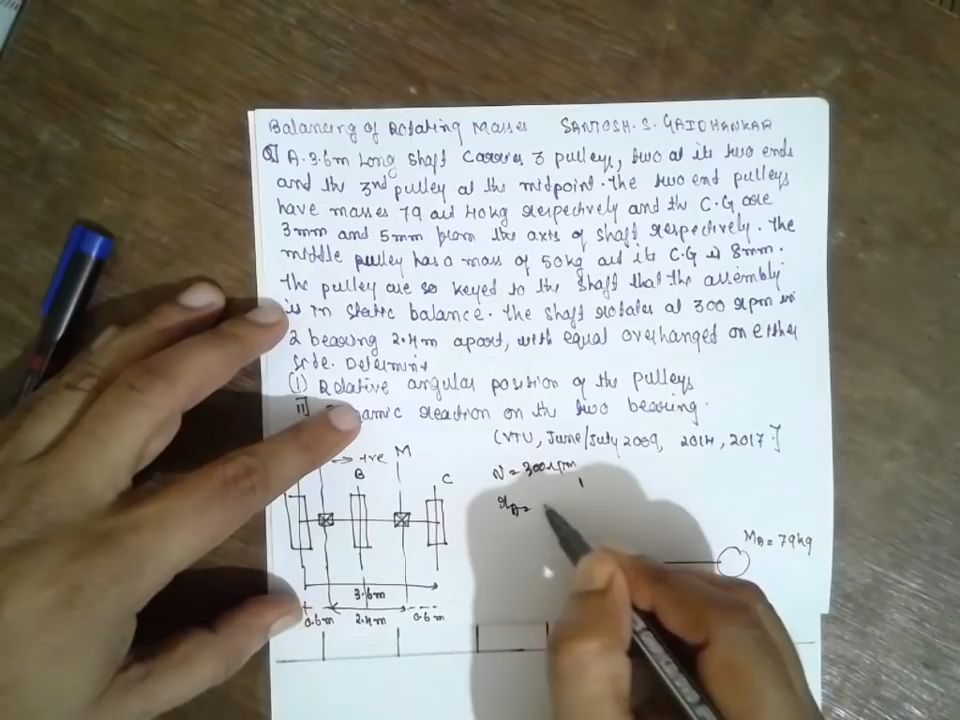 Balancing of Rotating Masses SANTOSH. S. GAIDHANKAR
Q] A. 3.6m Long shaft Carries 3 pulleys, two at its two ends
and the 3rd pulley at the midpoint. The two end pulleys
have masses 79 and 40kg respectively and the C.G are
3mm and 5mm from the axis of shaft respectively. The
middle pulley has a mass of 50kg and its C.G is 8mm.
The pulley are so keyed to the shaft that the assembly
is in static balance. The shaft rotates at 300 rpm in
2 bearing 2.4m apart, with equal overhanged on either
side. Determine
(i) Relative angular position of the pulleys
ii] reaction on the two bearing.
(VTU, June/July 2009, 2014, 2017]
→ +ve M
B
C
N = 300rpm
rA =
MA = 79kg
3.6m
0.6m 2.4m 0.6m